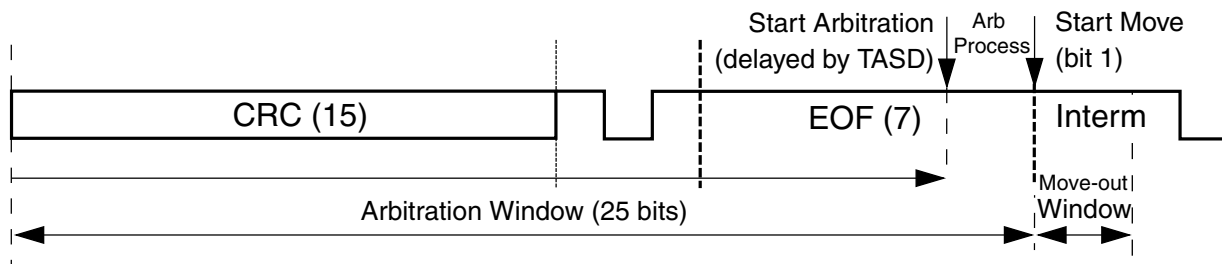 Start Arbitration
(delayed by TASD)
Arb
Process
Start Move
(bit 1)
CRC (15)
EOF (7)
Interm
Arbitration Window (25 bits)
Move-out
Window